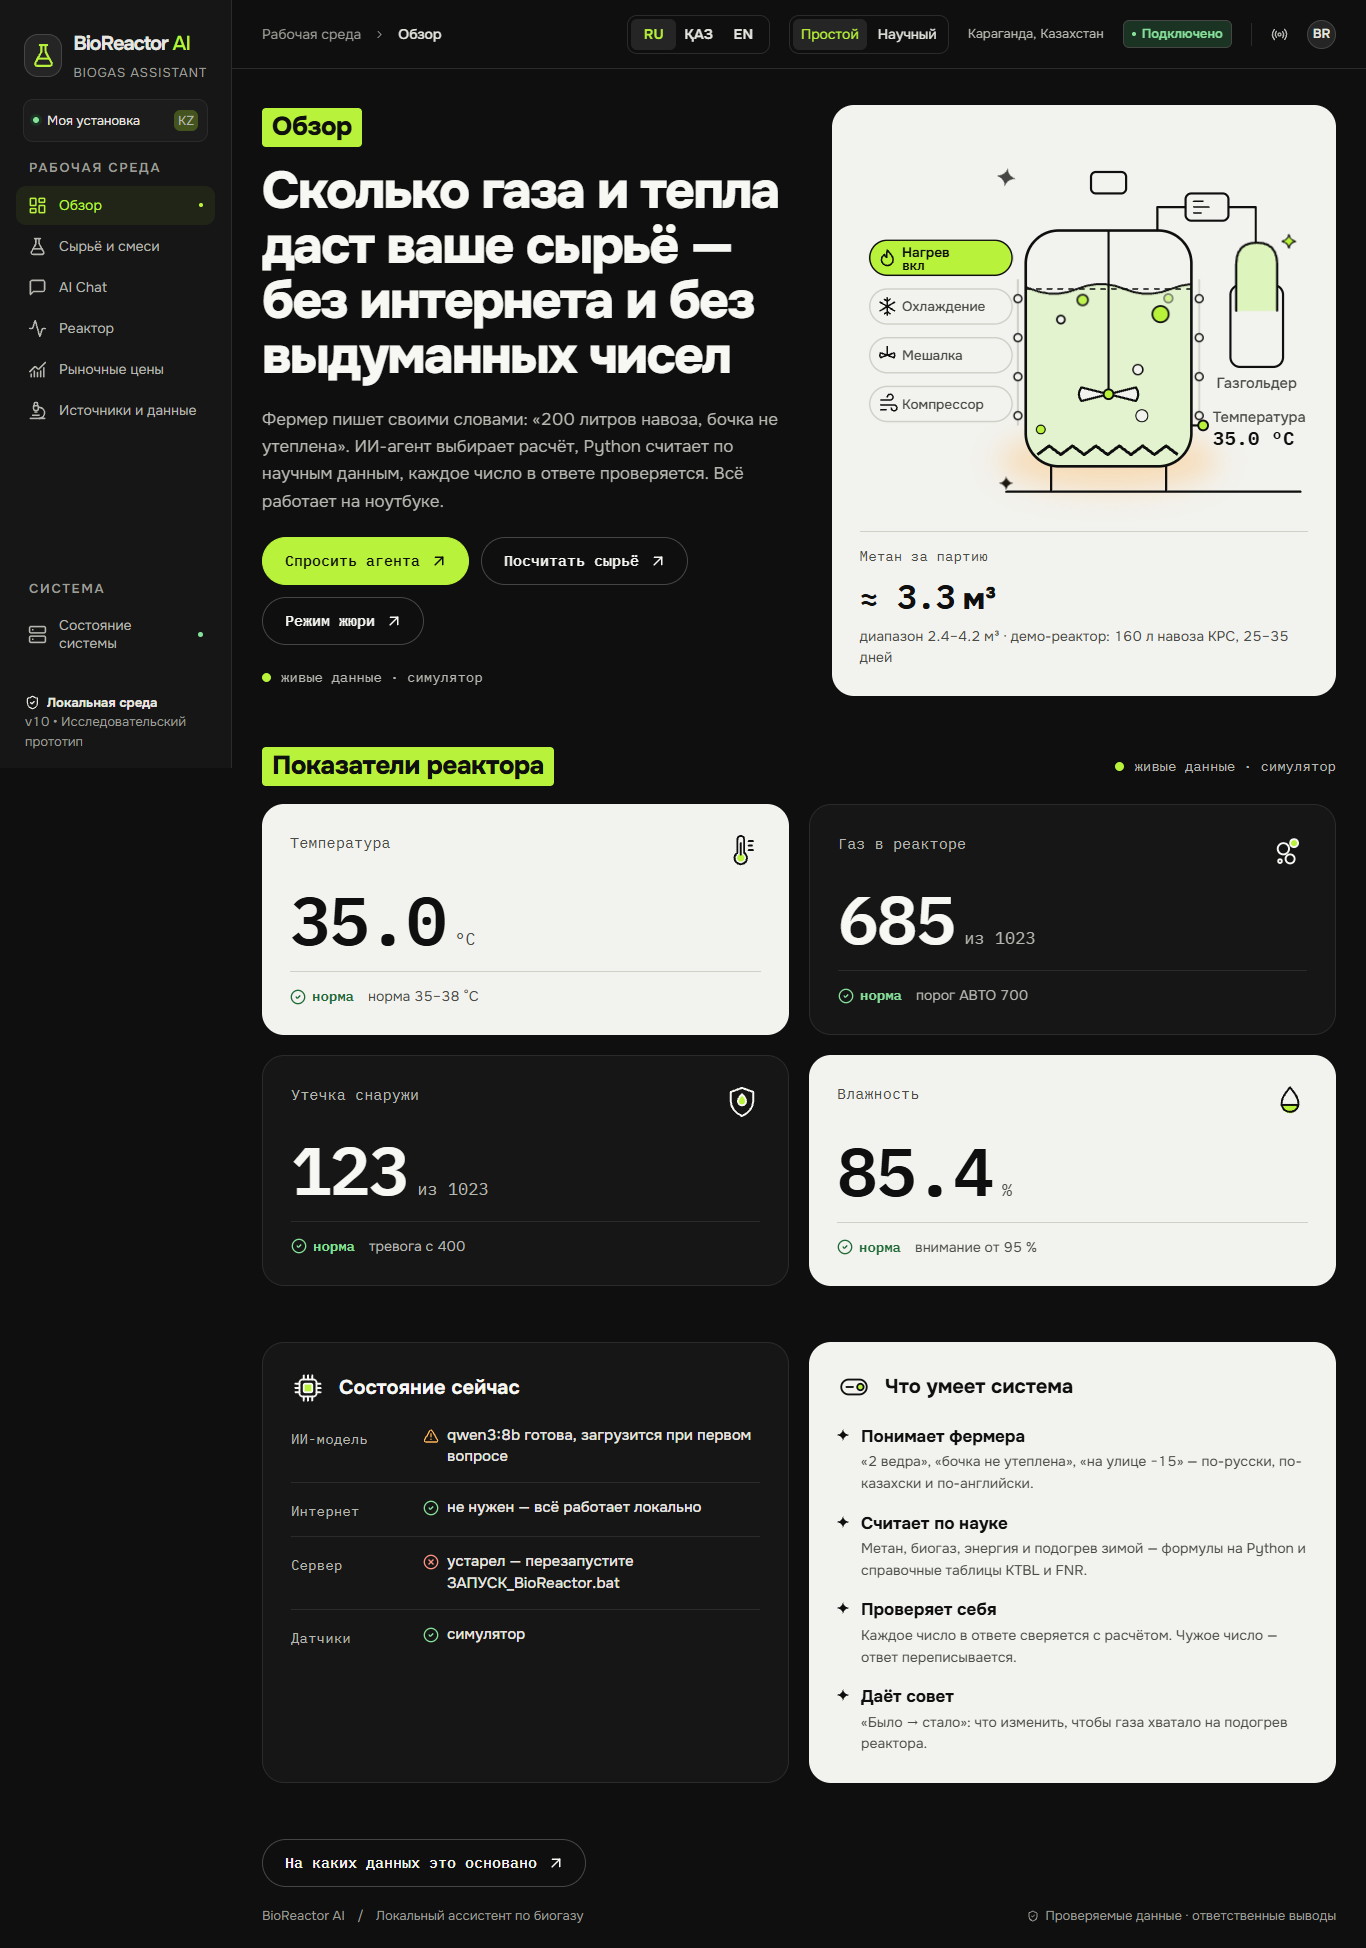 BioReactor AI
BIOGAS ASSISTANT
Моя установка KZ
РАБОЧАЯ СРЕДА
Обзор
Сырьё и смеси
AI Chat
Реактор
Рыночные цены
Источники и данные
СИСТЕМА
Состояние
системы
Локальная среда
v10 • Исследовательский
прототип
Рабочая среда › Обзор
RU ҚАЗ EN
Простой Научный
Караганда, Казахстан
• Подключено
BR
Обзор
Сколько газа и тепла
даст ваше сырьё —
без интернета и без
выдуманных чисел
Фермер пишет своими словами: «200 литров навоза, бочка не
утеплена». ИИ-агент выбирает расчёт, Python считает по
научным данным, каждое число в ответе проверяется. Всё
работает на ноутбуке.
Спросить агента
Посчитать сырьё
Режим жюри
живые данные · симулятор
Нагрев
вкл
Охлаждение
Мешалка
Компрессор
Газгольдер
Температура
35.0 °C
Метан за партию
≈ 3.3 м³
диапазон 2.4–4.2 м³ · демо-реактор: 160 л навоза КРС, 25–35
дней
Показатели реактора
живые данные · симулятор
Температура
35.0 °C
норма норма 35–38 °C
Газ в реакторе
685 из 1023
норма порог АВТО 700
Утечка снаружи
123 из 1023
норма тревога с 400
Влажность
85.4 %
норма внимание от 95 %
Состояние сейчас
ИИ-модель
qwen3:8b готова, загрузится при первом
вопросе
Интернет
не нужен — всё работает локально
Сервер
устарел — перезапустите
ЗАПУСК_BioReactor.bat
Датчики
симулятор
Что умеет система
Понимает фермера
«2 ведра», «бочка не утеплена», «на улице −15» — по-русски, по-
казахски и по-английски.
Считает по науке
Метан, биогаз, энергия и подогрев зимой — формулы на Python и
справочные таблицы KTBL и FNR.
Проверяет себя
Каждое число в ответе сверяется с расчётом. Чужое число —
ответ переписывается.
Даёт совет
«Было → стало»: что изменить, чтобы газа хватало на подогрев
реактора.
На каких данных это основано
BioReactor AI / Локальный ассистент по биогазу
Проверяемые данные · ответственные выводы